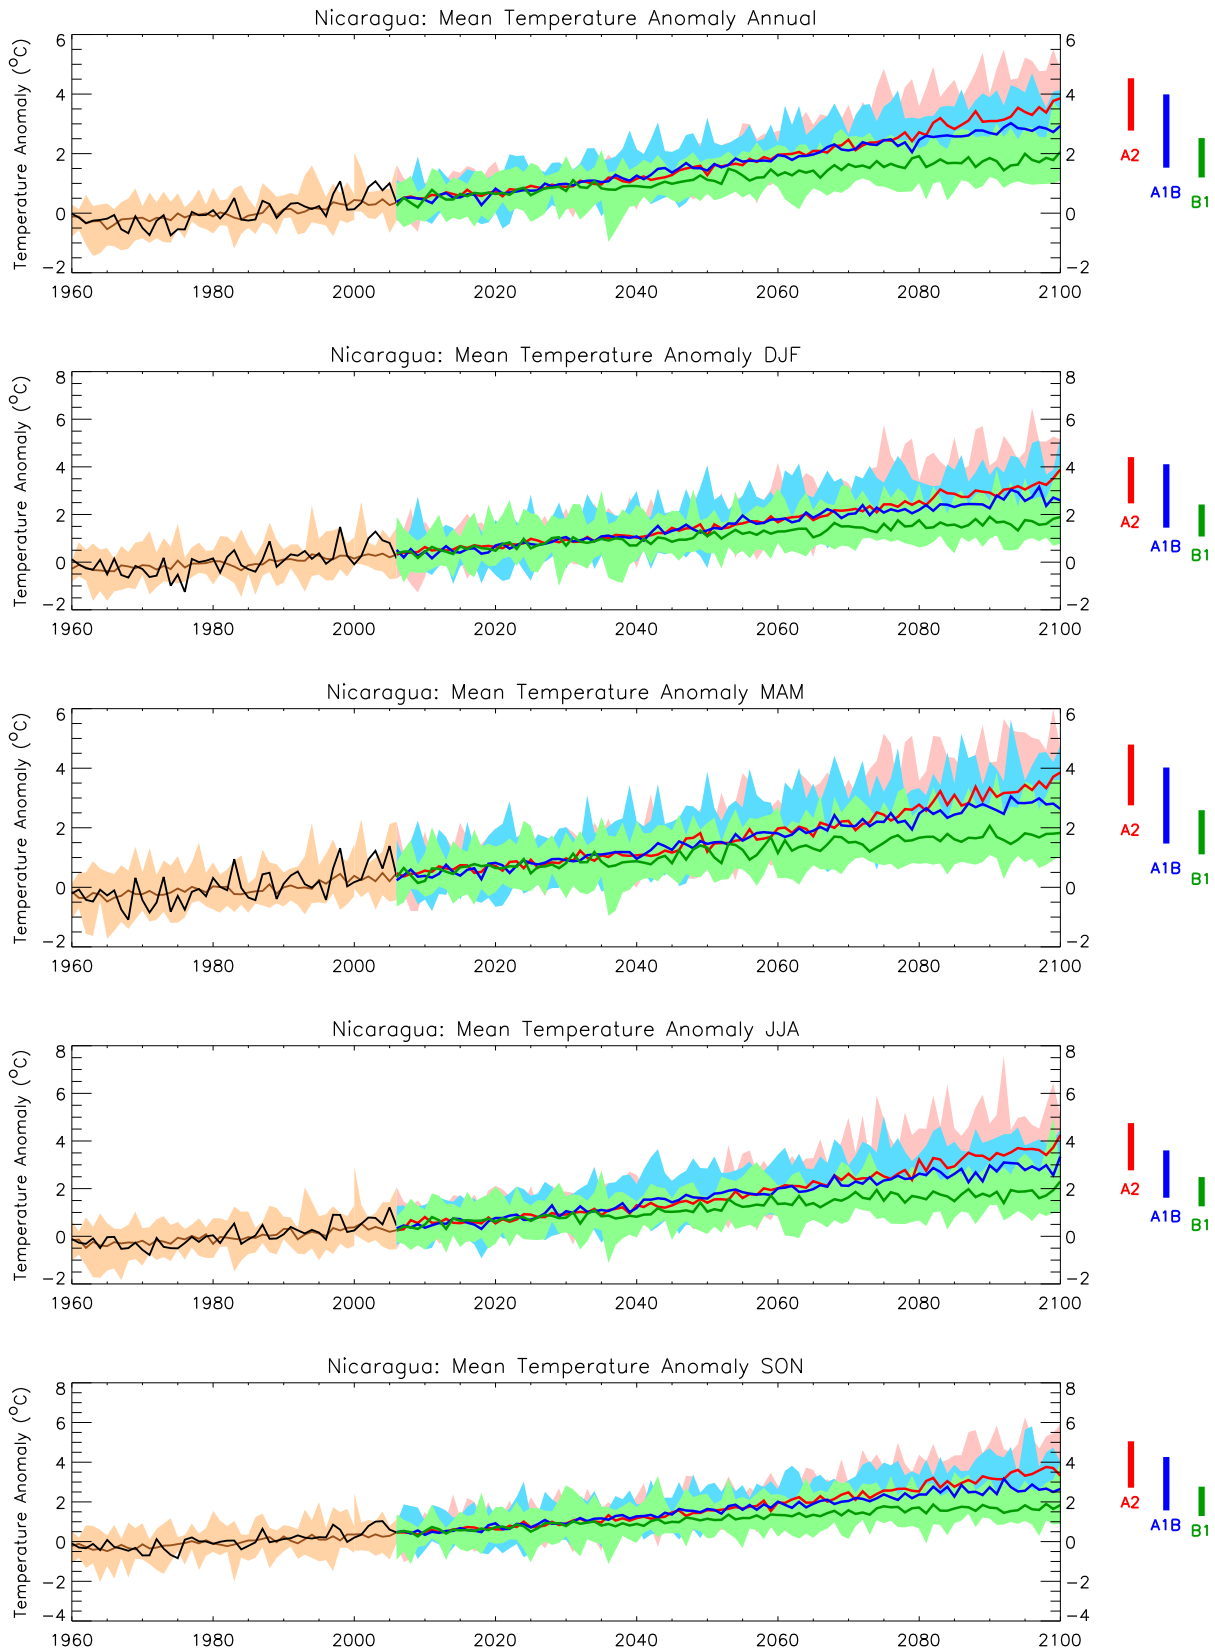 Nicaragua: Mean Temperature Anomaly Annual
Temperature Anomaly (°C)
6 6
4 4
2 2
0 0
−2 −2
1960 1980 2000 2020 2040 2060 2080 2100
A2
A1B
B1
Nicaragua: Mean Temperature Anomaly DJF
Temperature Anomaly (°C)
8 8
6 6
4 4
2 2
0 0
−2 −2
1960 1980 2000 2020 2040 2060 2080 2100
A2
A1B
B1
Nicaragua: Mean Temperature Anomaly MAM
Temperature Anomaly (°C)
6 6
4 4
2 2
0 0
−2 −2
1960 1980 2000 2020 2040 2060 2080 2100
A2
A1B
B1
Nicaragua: Mean Temperature Anomaly JJA
Temperature Anomaly (°C)
8 8
6 6
4 4
2 2
0 0
−2 −2
1960 1980 2000 2020 2040 2060 2080 2100
A2
A1B
B1
Nicaragua: Mean Temperature Anomaly SON
Temperature Anomaly (°C)
8 8
6 6
4 4
2 2
0 0
−2 −2
−4 −4
1960 1980 2000 2020 2040 2060 2080 2100
A2
A1B
B1